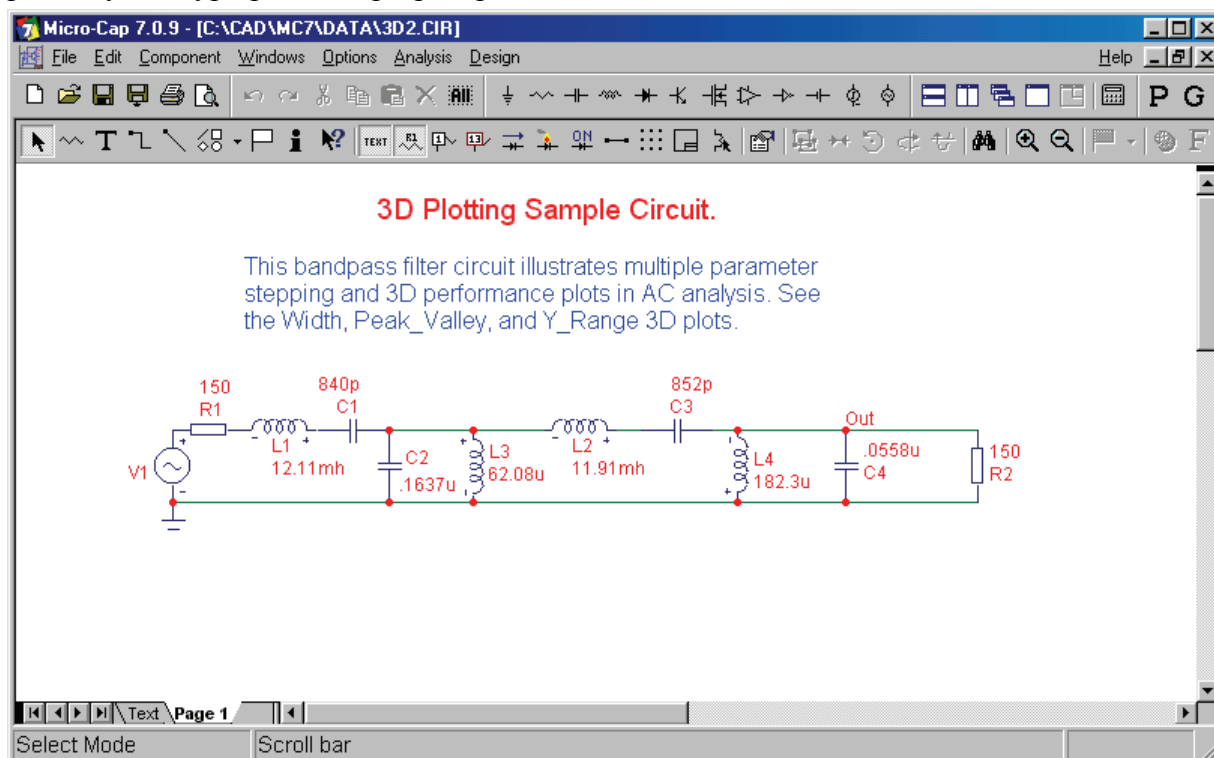 Micro-Cap 7.0.9 - [C:\CAD\MC7\DATA\3D2.CIR]
File Edit Component Windows Options Analysis Design Help
P G
T TEXT R1 1 13 ON F
3D Plotting Sample Circuit.
This bandpass filter circuit illustrates multiple parameter
stepping and 3D performance plots in AC analysis. See
the Width, Peak_Valley, and Y_Range 3D plots.
150
R1
840p
C1
852p
C3
Out
V1
L1
12.11mh
C2
.1637u
L3
62.08u
L2
11.91mh
L4
182.3u
.0558u
C4
150
R2
Text Page 1
Select Mode Scroll bar